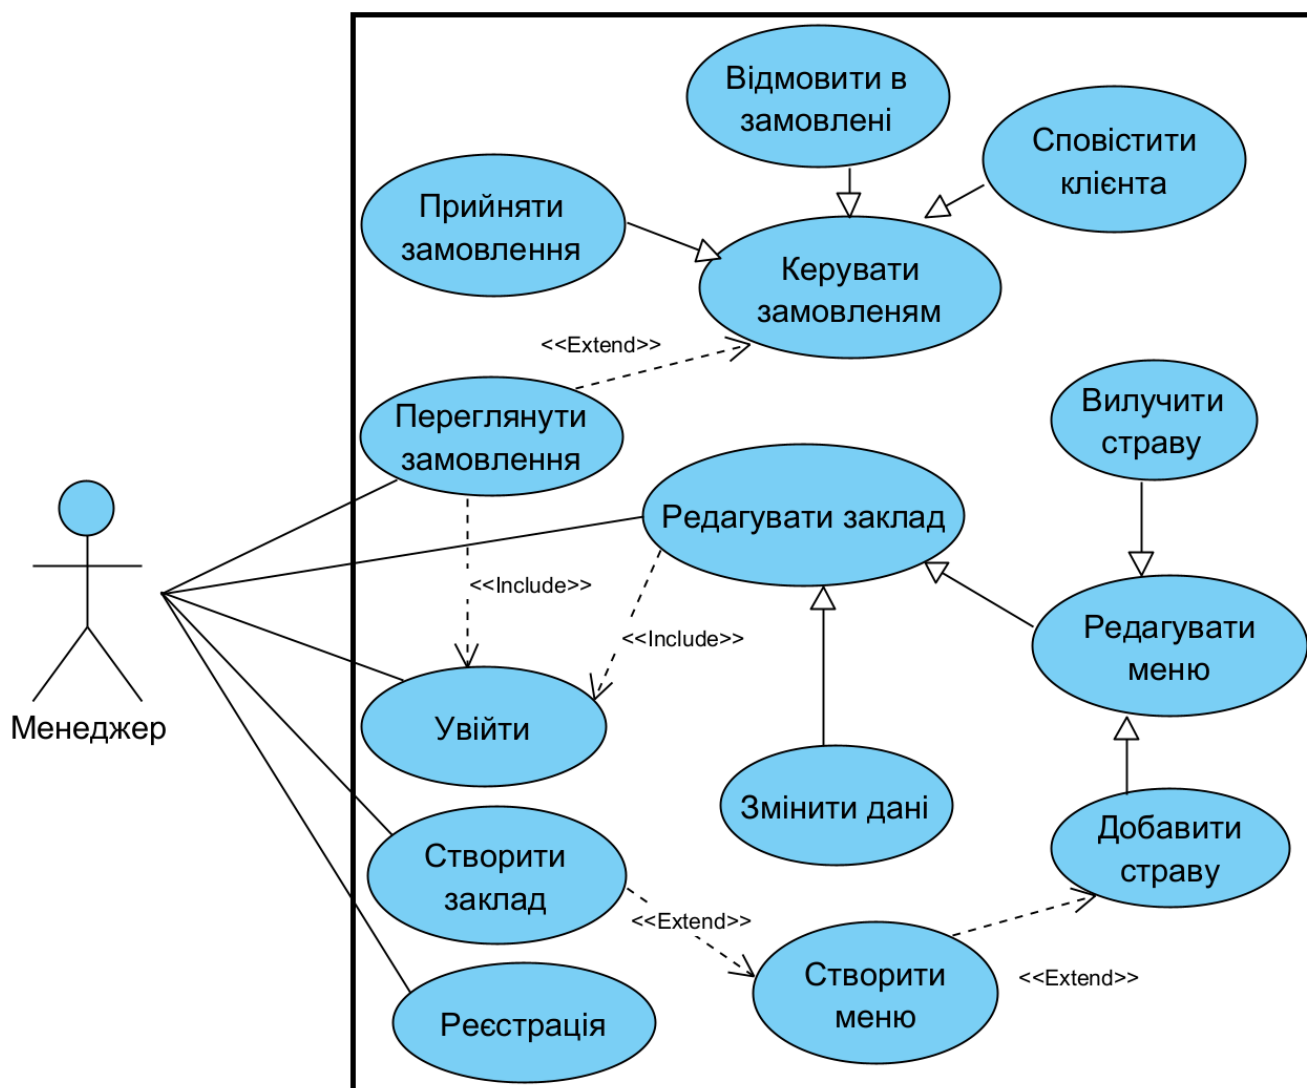 Відмовити в
замовлені
Сповістити
клієнта
Прийняти
замовлення
Керувати
замовленям
<<Extend>>
Переглянути
замовлення
Вилучити
страву
Редагувати заклад
<<Include>>
<<Include>>
Редагувати
меню
Менеджер
Увійти
Змінити дані
Добавити
страву
Створити
заклад
<<Extend>>
Створити
меню
<<Extend>>
Реєстрація